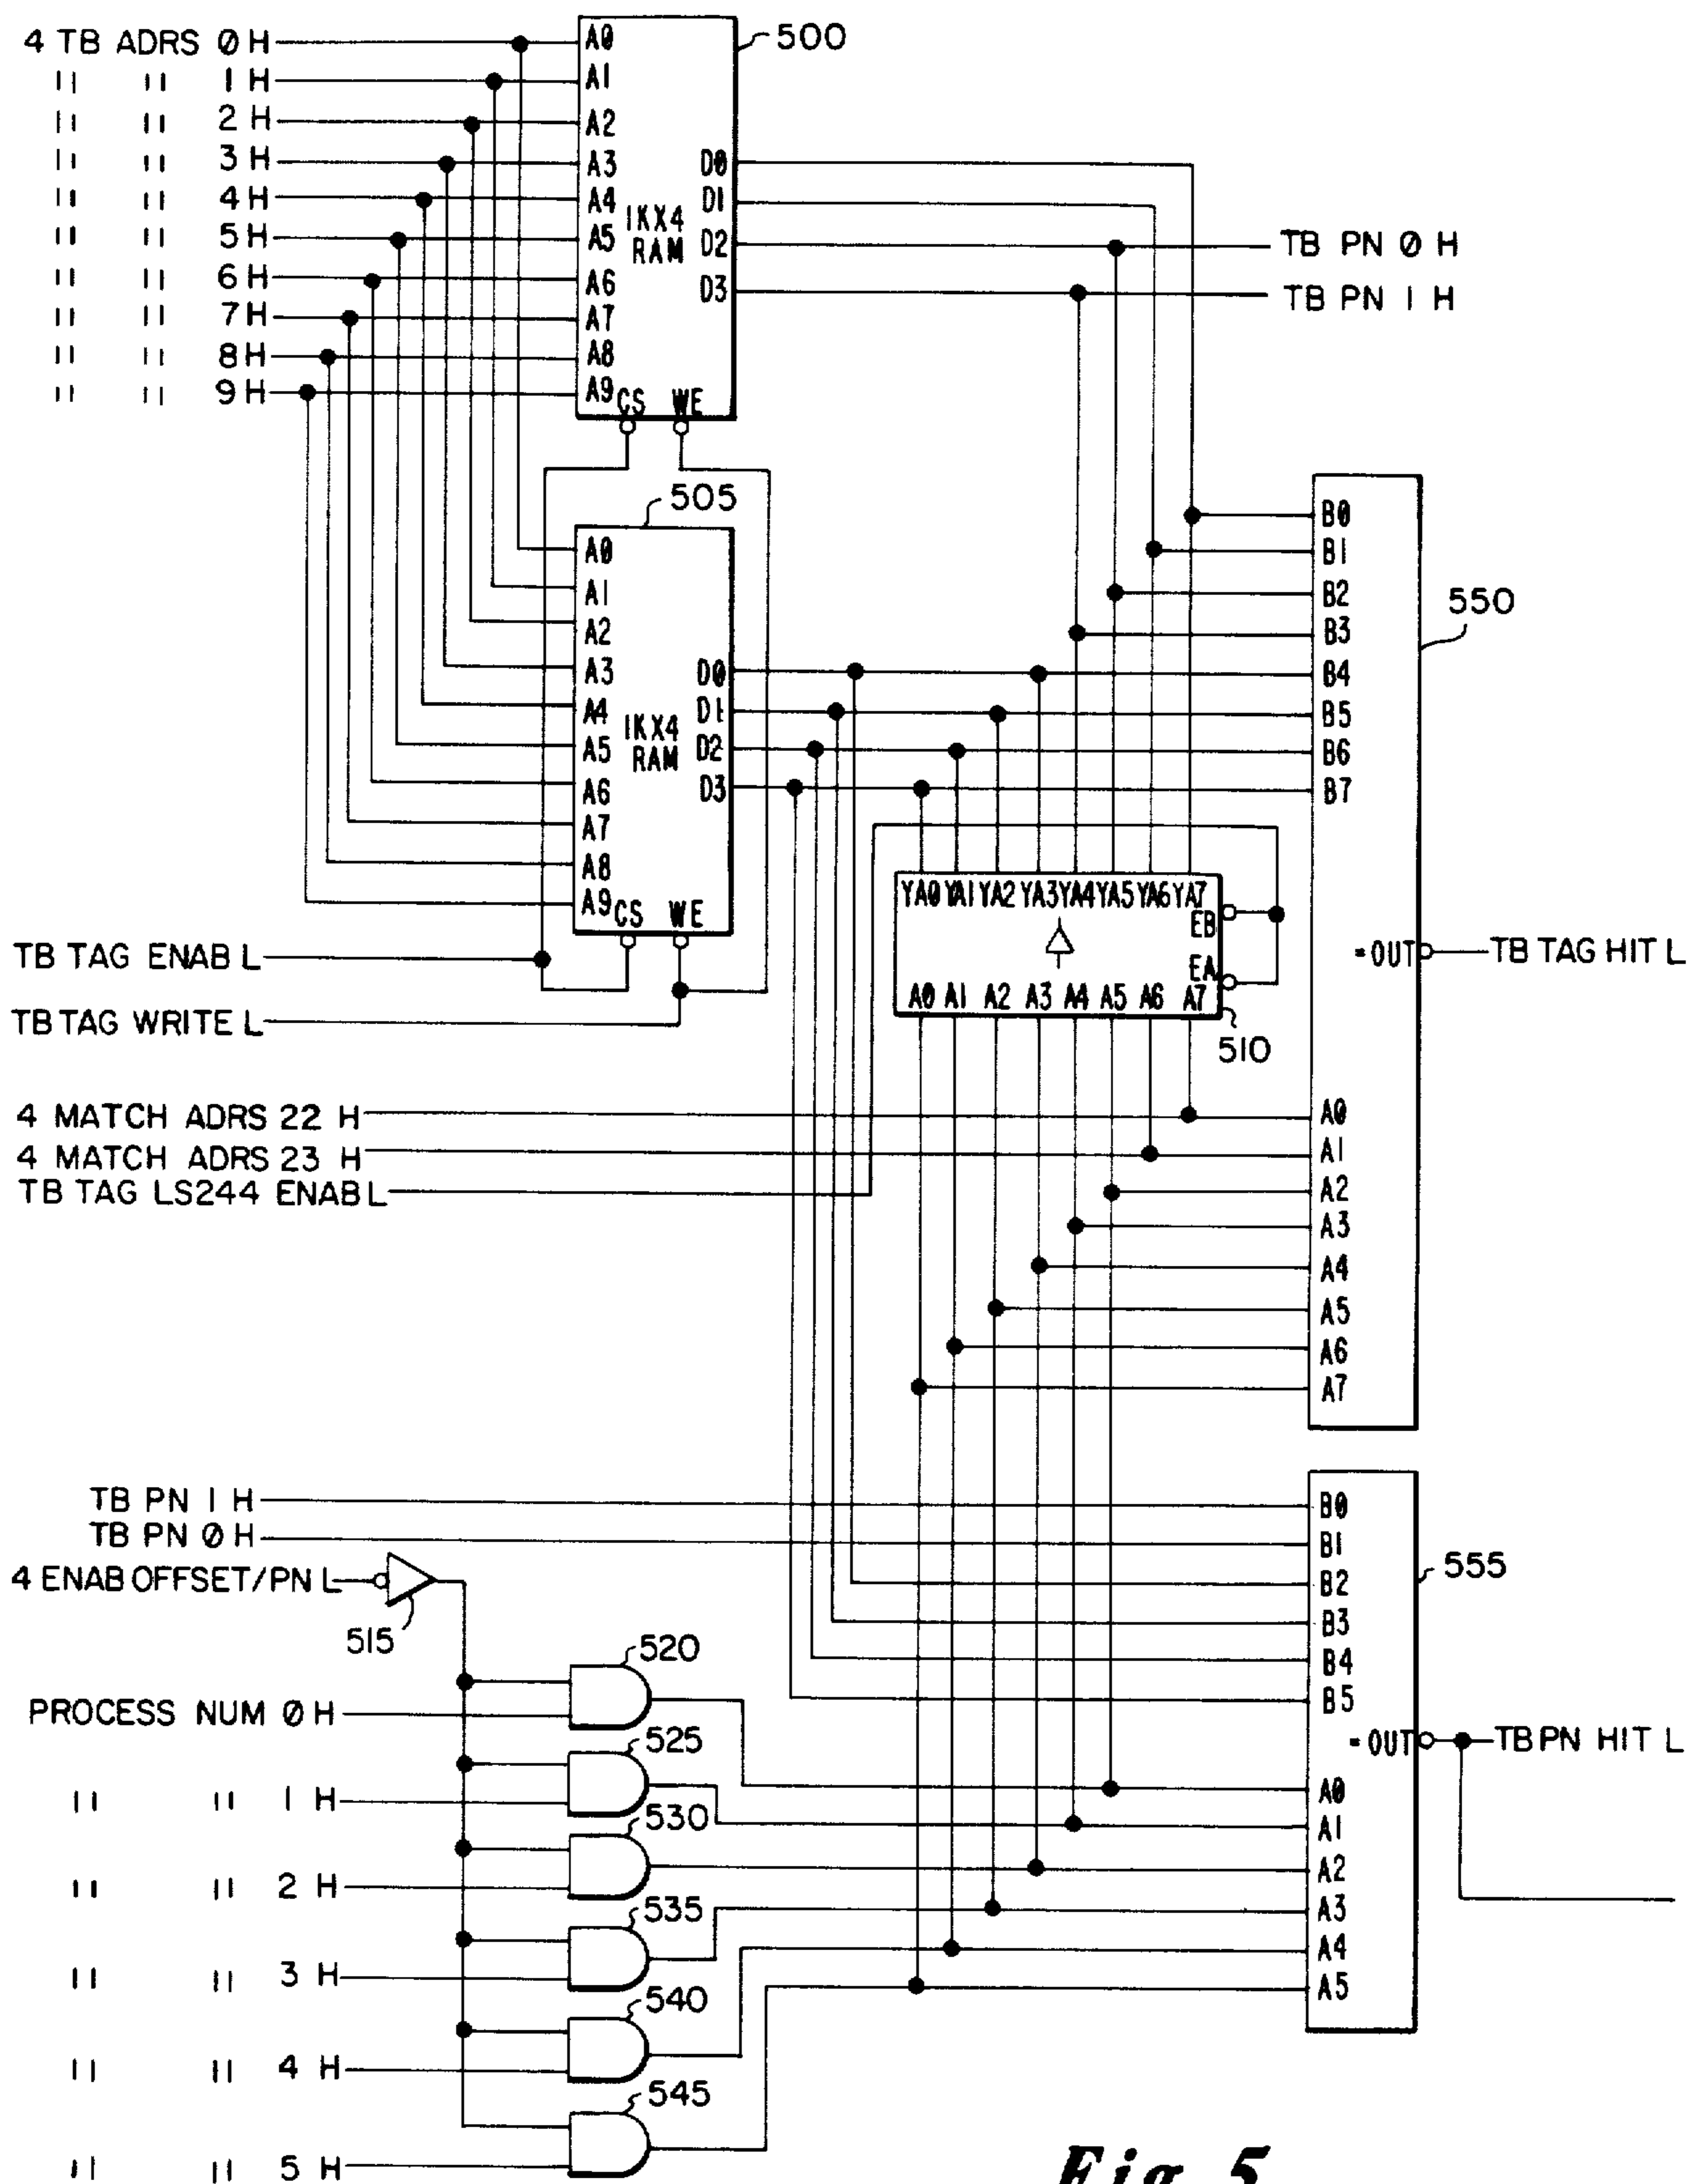 4 TB ADRS 0 H
" " 1 H
" " 2 H
" " 3 H
" " 4 H
" " 5 H
" " 6 H
" " 7 H
" " 8 H
" " 9 H
A0
A1
A2
A3
A4
A5
A6
A7
A8
A9
1KX4
RAM
D0
D1
D2
D3
CS WE
500
TB PN 0 H
TB PN 1 H
505
A0
A1
A2
A3
A4
A5
A6
A7
A8
A9
1KX4
RAM
D0
D1
D2
D3
CS WE
TB TAG ENAB L
TB TAG WRITE L
4 MATCH ADRS 22 H
4 MATCH ADRS 23 H
TB TAG LS244 ENAB L
YA0 YA1 YA2 YA3 YA4 YA5 YA6 YA7
EB
EA
A0 A1 A2 A3 A4 A5 A6 A7
510
B0
B1
B2
B3
B4
B5
B6
B7
550
=OUT
TB TAG HIT L
A0
A1
A2
A3
A4
A5
A6
A7
TB PN 1 H
TB PN 0 H
4 ENAB OFFSET/PN L
515
PROCESS NUM 0 H
" " 1 H
" " 2 H
" " 3 H
" " 4 H
" " 5 H
520
525
530
535
540
545
B0
B1
B2
B3
B4
B5
555
=OUT
TB PN HIT L
A0
A1
A2
A3
A4
A5
Fig. 5